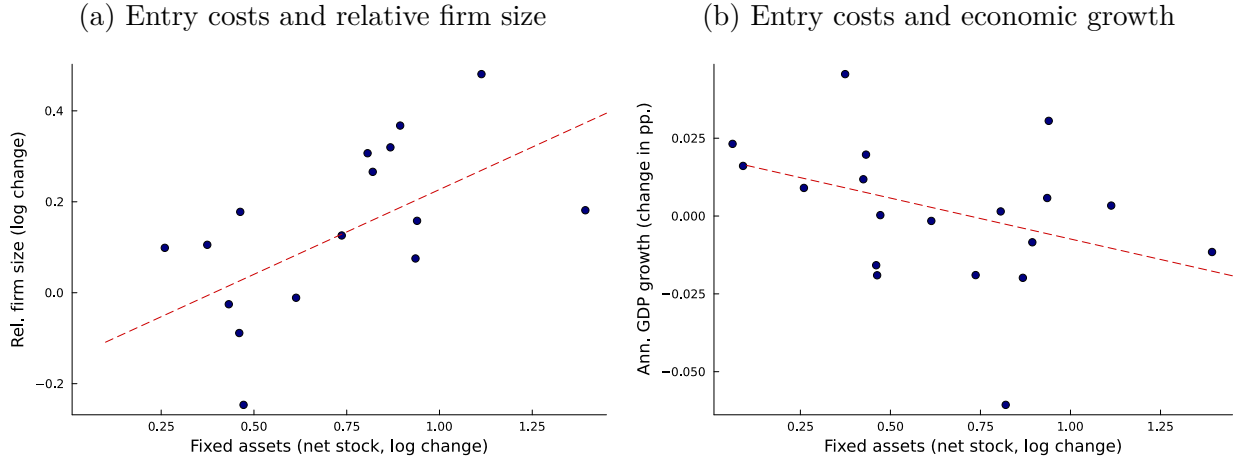 (a) Entry costs and relative firm size
Rel. firm size (log change)
0.4
0.2
0.0
−0.2
0.25 0.50 0.75 1.00 1.25
Fixed assets (net stock, log change)
(b) Entry costs and economic growth
Ann. GDP growth (change in pp.)
0.025
0.000
−0.025
−0.050
0.25 0.50 0.75 1.00 1.25
Fixed assets (net stock, log change)